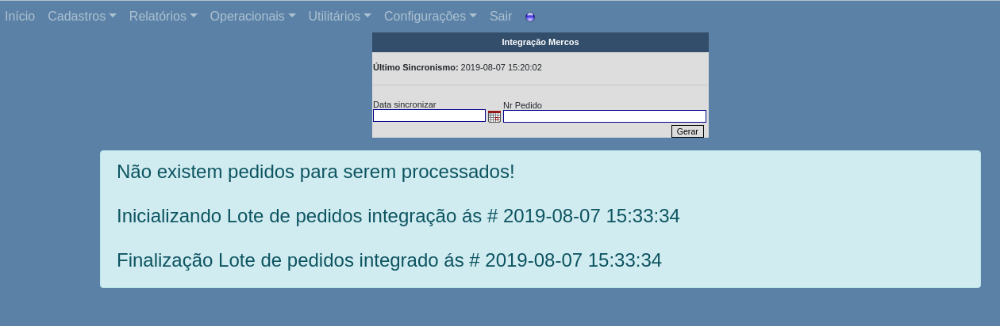 Início Cadastros Relatórios Operacionais Utilitários Configurações Sair
Integração Mercos
Último Sincronismo: 2019-08-07 15:20:02
Data sincronizar
Nr Pedido
Gerar
Não existem pedidos para serem processados!
Inicializando Lote de pedidos integração ás # 2019-08-07 15:33:34
Finalização Lote de pedidos integrado ás # 2019-08-07 15:33:34